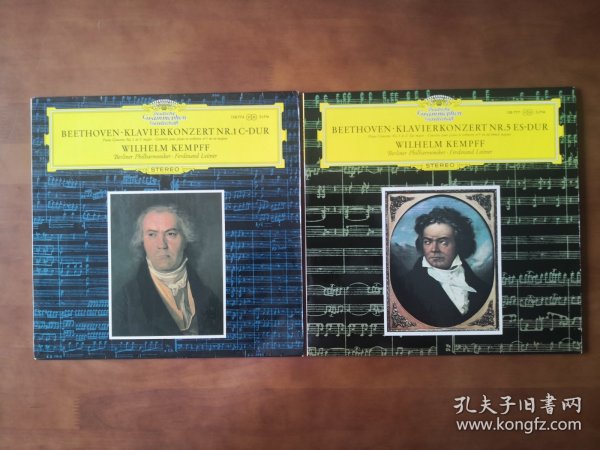 Deutsche
Grammophon
Gesellschaft
BEETHOVEN · KLAVIERKONZERT NR.1 C-DUR
WILHELM KEMPFF
Berliner Philharmoniker · Ferdinand Leitner
STEREO
Deutsche
Grammophon
Gesellschaft
BEETHOVEN · KLAVIERKONZERT NR.5 ES-DUR
WILHELM KEMPFF
Berliner Philharmoniker · Ferdinand Leitner
STEREO
孔夫子旧书网
www.kongfz.com